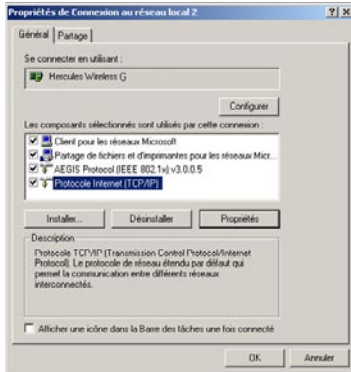 Propriétés de Connexion au réseau local 2
Général Partage
Se connecter en utilisant :
Hercules Wireless G
Configurer
Les composants sélectionnés sont utilisés par cette connexion :
Client pour les réseaux Microsoft
Partage de fichiers et d'imprimantes pour les réseaux Micr...
AEGIS Protocol (IEEE 802.1x) v3.0.0.5
Protocole Internet (TCP/IP)
Installer... Désinstaller Propriétés
Description
Protocole TCP/IP (Transmission Control Protocol/Internet
Protocol). Le protocole de réseau étendu par défaut qui
permet la communication entre différents réseaux
interconnectés.
Afficher une icône dans la Barre des tâches une fois connecté
OK Annuler